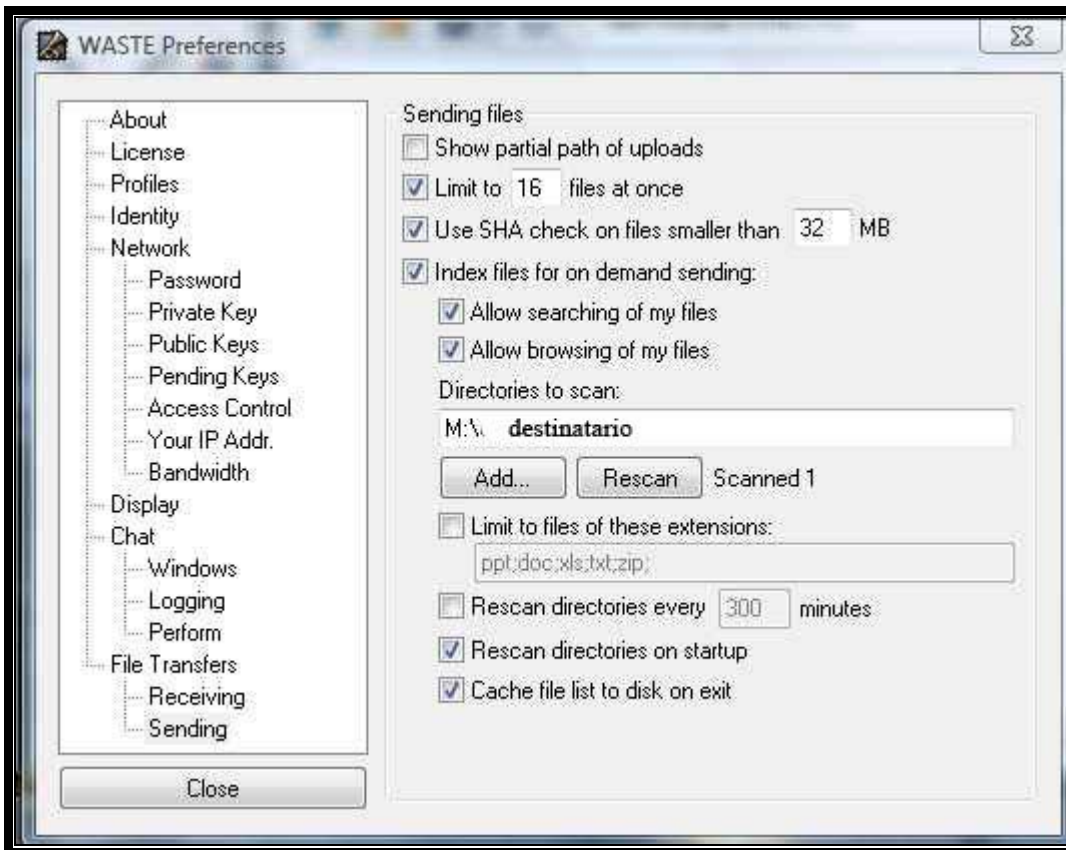 WASTE Preferences
About
License
Profiles
Identity
Network
Password
Private Key
Public Keys
Pending Keys
Access Control
Your IP Addr.
Bandwidth
Display
Chat
Windows
Logging
Perform
File Transfers
Receiving
Sending
Close
Sending files
Show partial path of uploads
Limit to 16 files at once
Use SHA check on files smaller than 32 MB
Index files for on demand sending:
Allow searching of my files
Allow browsing of my files
Directories to scan:
M:\ destinatario
Add... Rescan Scanned 1
Limit to files of these extensions:
ppt;doc;xls;txt;zip;
Rescan directories every 300 minutes
Rescan directories on startup
Cache file list to disk on exit